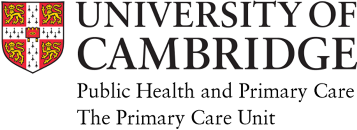 UNIVERSITY OF
CAMBRIDGE
Public Health and Primary Care
The Primary Care Unit